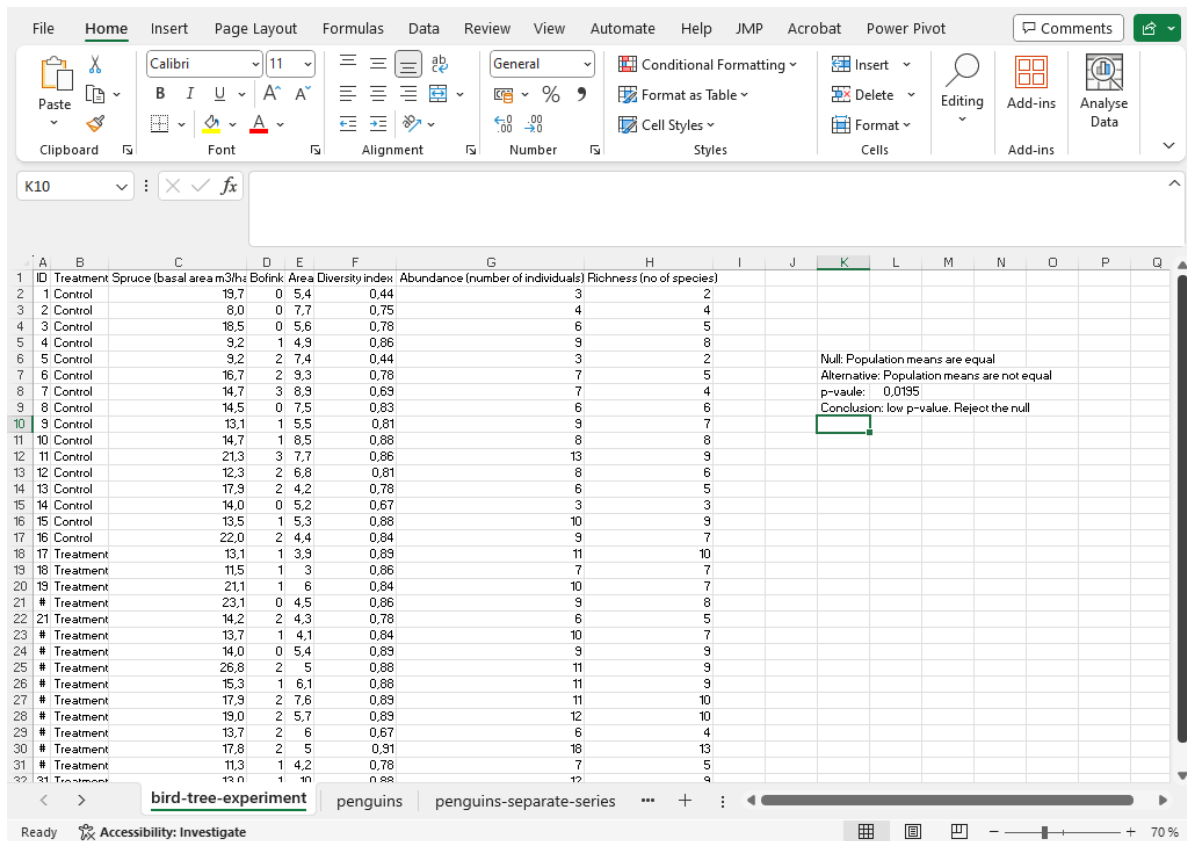 File Home Insert Page Layout Formulas Data Review View Automate Help JMP Acrobat Power Pivot Comments
Paste
Clipboard
Calibri 11
B I U A A
A
Font
ab
Alignment
General
% 9
00 .00
Number
Conditional Formatting
Format as Table
Cell Styles
Styles
Insert
Delete
Format
Cells
Editing
Add-ins
Add-ins
Analyse Data
K10 fx
A B C D E F G H I J K L M N O P Q
1 ID Treatment Spruce (basal area m3/ha Bofink Area Diversity index Abundance (number of individuals) Richness (no of species)
2 1 Control 19,7 0 5,4 0,44 3 2
3 2 Control 8,0 0 7,7 0,75 4 4
4 3 Control 18,5 0 5,6 0,78 6 5
5 4 Control 9,2 1 4,9 0,86 9 8
6 5 Control 9,2 2 7,4 0,44 3 2 Null: Population means are equal
7 6 Control 16,7 2 9,3 0,78 7 5 Alternative: Population means are not equal
8 7 Control 14,7 3 8,9 0,69 7 4 p-vaule: 0,0195
9 8 Control 14,5 0 7,5 0,83 6 6 Conclusion: low p-value. Reject the null
10 9 Control 13,1 1 5,5 0,81 9 7
11 10 Control 14,7 1 8,5 0,88 8 8
12 11 Control 21,3 3 7,7 0,86 13 9
13 12 Control 12,3 2 6,8 0,81 8 6
14 13 Control 17,9 2 4,2 0,78 6 5
15 14 Control 14,0 0 5,2 0,67 3 3
16 15 Control 13,5 1 5,3 0,88 10 9
17 16 Control 22,0 2 4,4 0,84 9 7
18 17 Treatment 13,1 1 3,9 0,89 11 10
19 18 Treatment 11,5 1 3 0,86 7 7
20 19 Treatment 21,1 1 6 0,84 10 7
21 # Treatment 23,1 0 4,5 0,86 9 8
22 21 Treatment 14,2 2 4,3 0,78 6 5
23 # Treatment 13,7 1 4,1 0,84 10 7
24 # Treatment 14,0 0 5,4 0,89 9 9
25 # Treatment 26,8 2 5 0,88 11 9
26 # Treatment 15,3 1 6,1 0,88 11 9
27 # Treatment 17,9 2 7,6 0,89 11 10
28 # Treatment 19,0 2 5,7 0,89 12 10
29 # Treatment 13,7 2 6 0,67 6 4
30 # Treatment 17,8 2 5 0,91 18 13
31 # Treatment 11,3 1 4,2 0,78 7 5
32 31 Treatment 13,0 1 10 0,88 12 9
bird-tree-experiment penguins penguins-separate-series
Ready Accessibility: Investigate 70 %